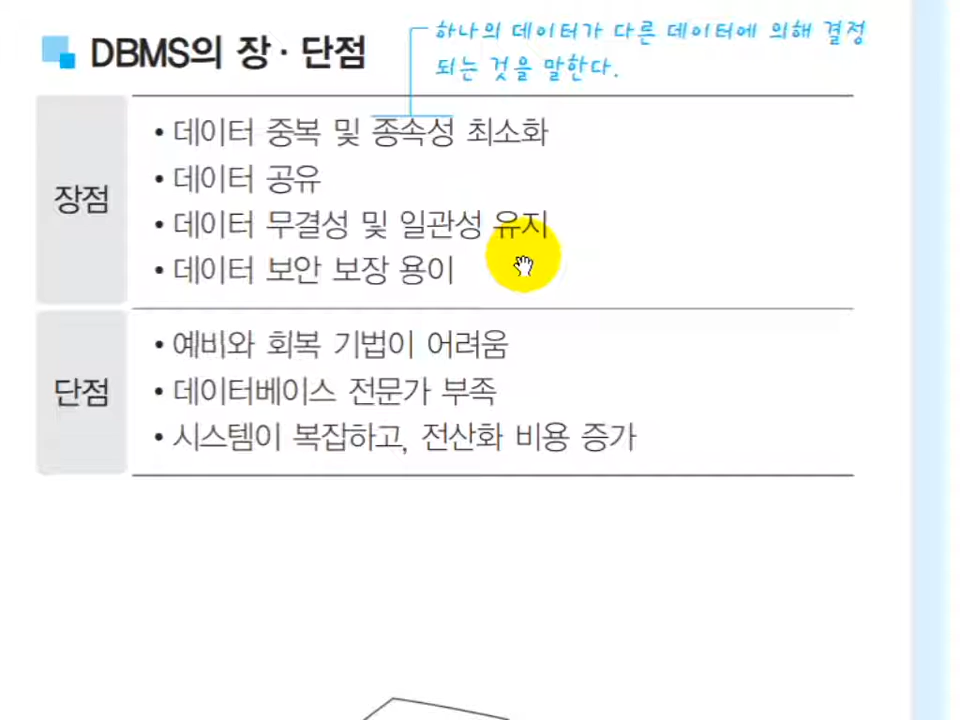 DBMS의 장·단점
하나의 데이터가 다른 데이터에 의해 결정
되는 것을 말한다.
장점
• 데이터 중복 및 종속성 최소화
• 데이터 공유
• 데이터 무결성 및 일관성 유지
• 데이터 보안 보장 용이
단점
• 예비와 회복 기법이 어려움
• 데이터베이스 전문가 부족
• 시스템이 복잡하고, 전산화 비용 증가